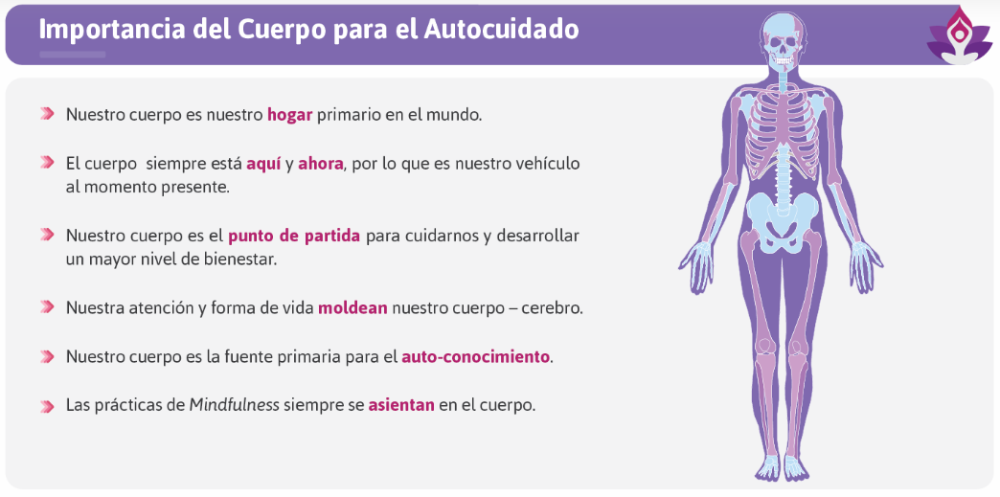 Importancia del Cuerpo para el Autocuidado
Nuestro cuerpo es nuestro hogar primario en el mundo.
El cuerpo siempre está aquí y ahora, por lo que es nuestro vehículo
al momento presente.
Nuestro cuerpo es el punto de partida para cuidarnos y desarrollar
un mayor nivel de bienestar.
Nuestra atención y forma de vida moldean nuestro cuerpo – cerebro.
Nuestro cuerpo es la fuente primaria para el auto-conocimiento.
Las prácticas de Mindfulness siempre se asientan en el cuerpo.